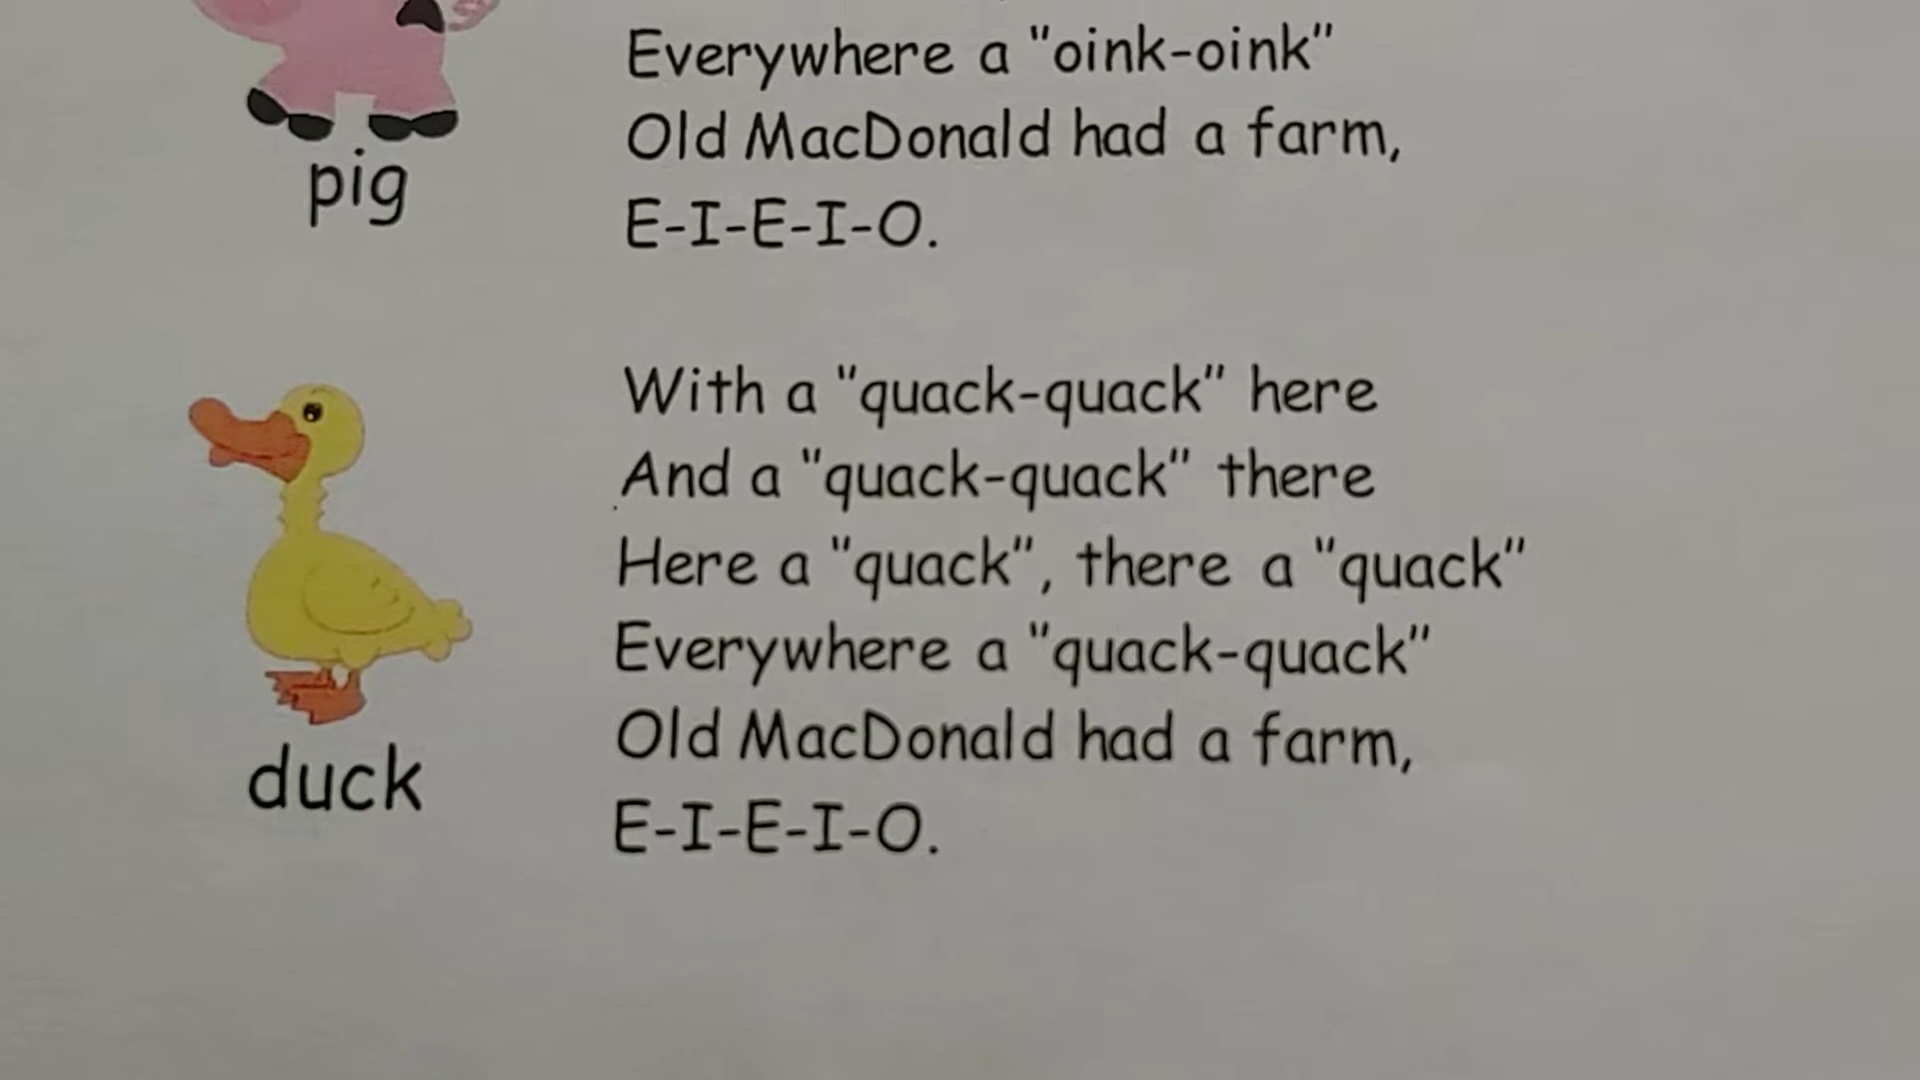 Everywhere a "oink-oink"
Old MacDonald had a farm,
E-I-E-I-O.
pig
With a "quack-quack" here
And a "quack-quack" there
Here a "quack", there a "quack"
Everywhere a "quack-quack"
Old MacDonald had a farm,
E-I-E-I-O.
duck